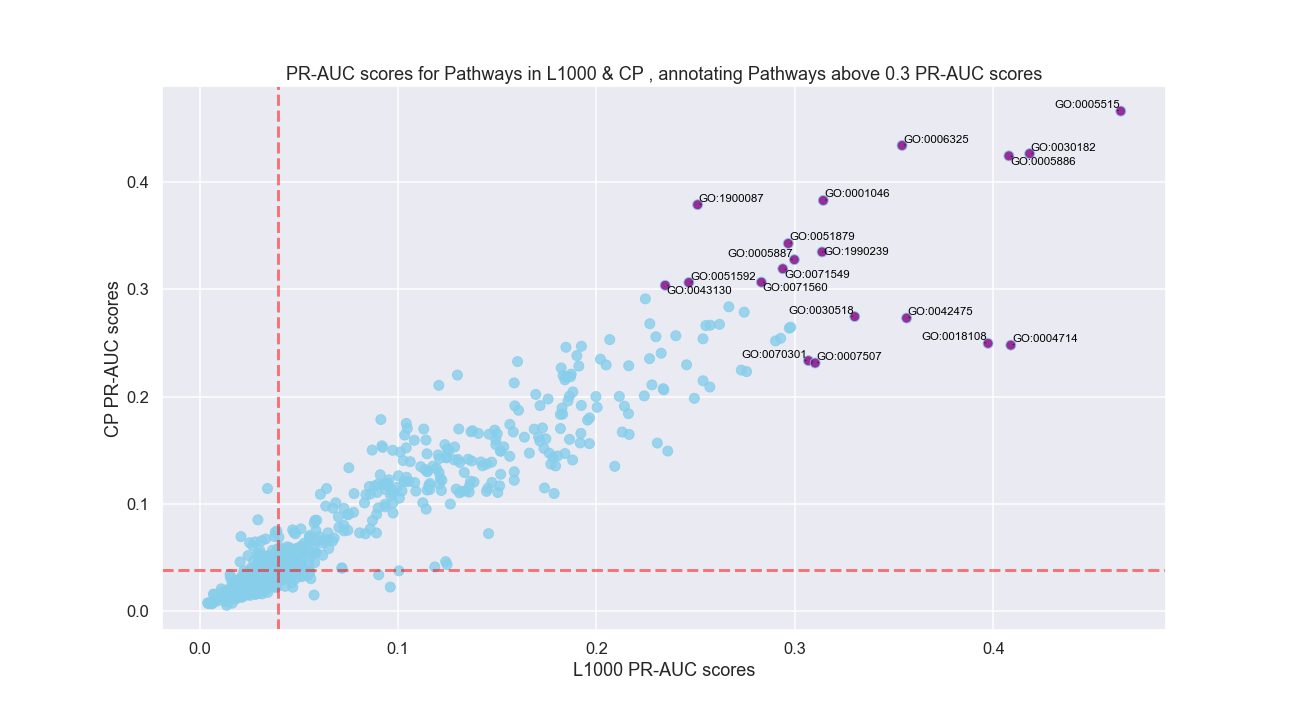 PR-AUC scores for Pathways in L1000 & CP , annotating Pathways above 0.3 PR-AUC scores
GO:0005515
GO:0006325
GO:0030182
GO:0005886
GO:1900087
GO:0001046
GO:0051879
GO:0005887
GO:1990239
GO:0071549
GO:0051592
GO:0071560
GO:0043130
GO:0030518
GO:0042475
GO:0018108
GO:0004714
GO:0070301
GO:0007507
CP PR-AUC scores
0.4
0.3
0.2
0.1
0.0
0.0
0.1
0.2
0.3
0.4
L1000 PR-AUC scores